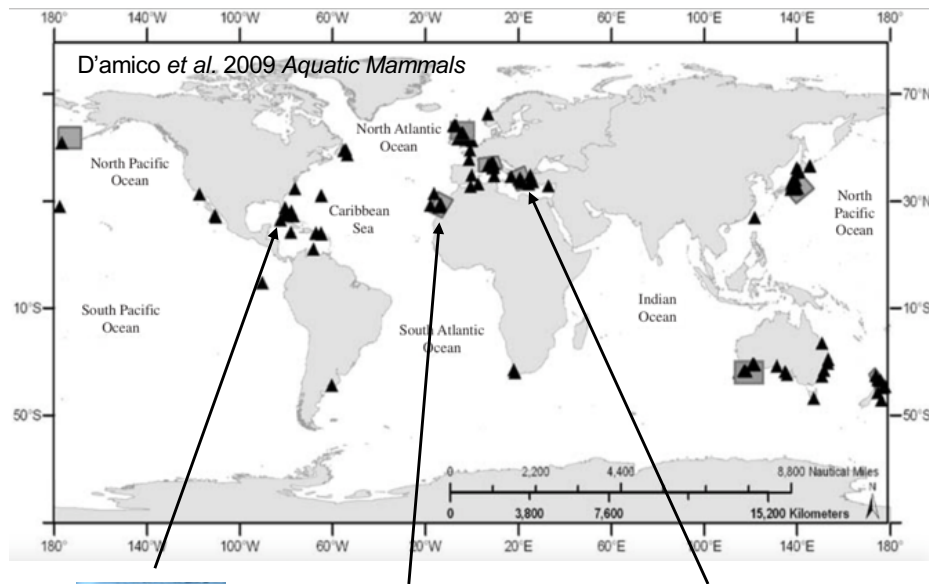 180° 140°W 100°W 60°W 20°W 20°E 60°E 100°E 140°E 180°
D'amico et al. 2009 Aquatic Mammals
70°N
North Atlantic
Ocean
North Pacific
Ocean
30°N
Caribbean
Sea
North
Pacific
Ocean
Indian
Ocean
10°S
10°S
South Pacific
Ocean
South Atlantic
Ocean
50°S
50°S
0 2,200 4,400 8,800 Nautical Miles
N
0 3,800 7,600 15,200 Kilometers
180° 140°W 100°W 60°W 20°W 20°E 60°E 100°E 140°E 180°